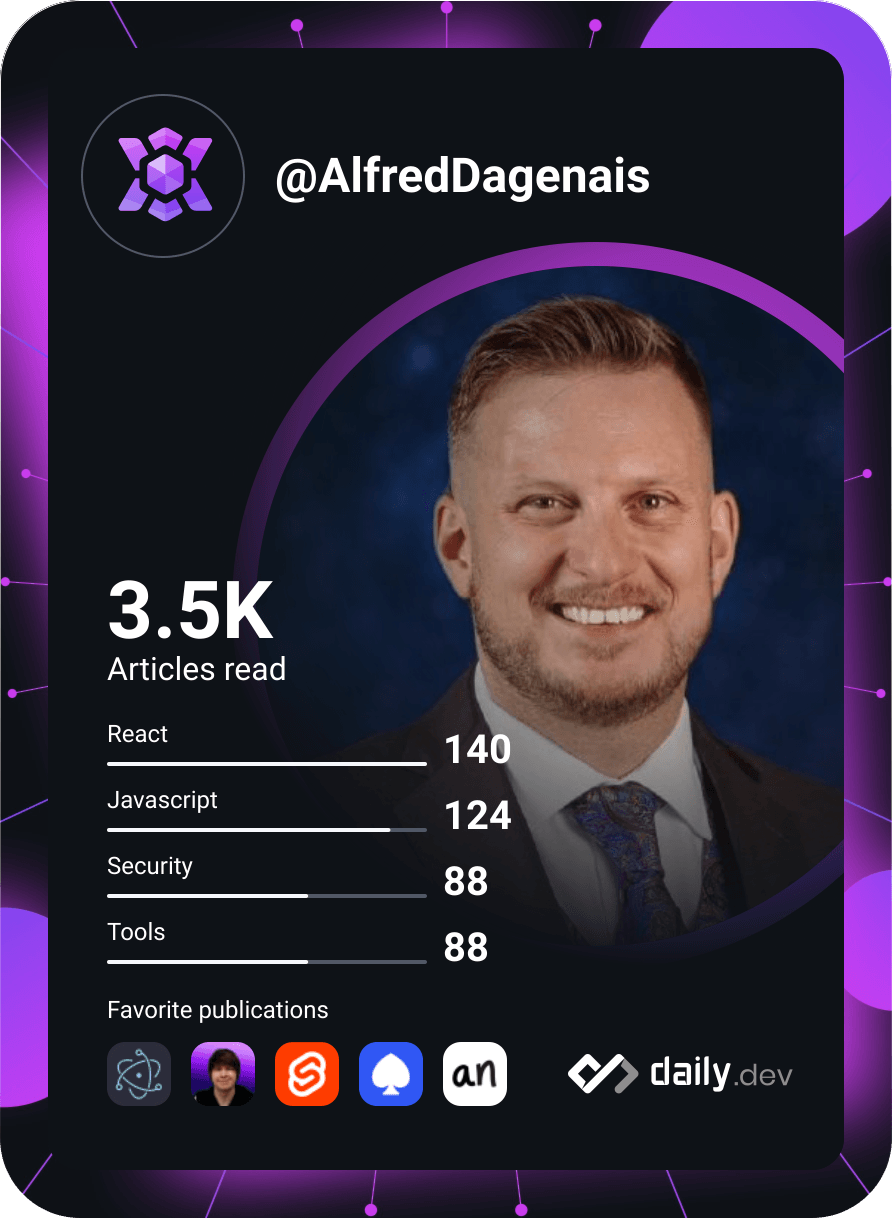 @AlfredDagenais
3.5K
Articles read
React
140
Javascript
124
Security
88
Tools
88
Favorite publications
an
daily.dev